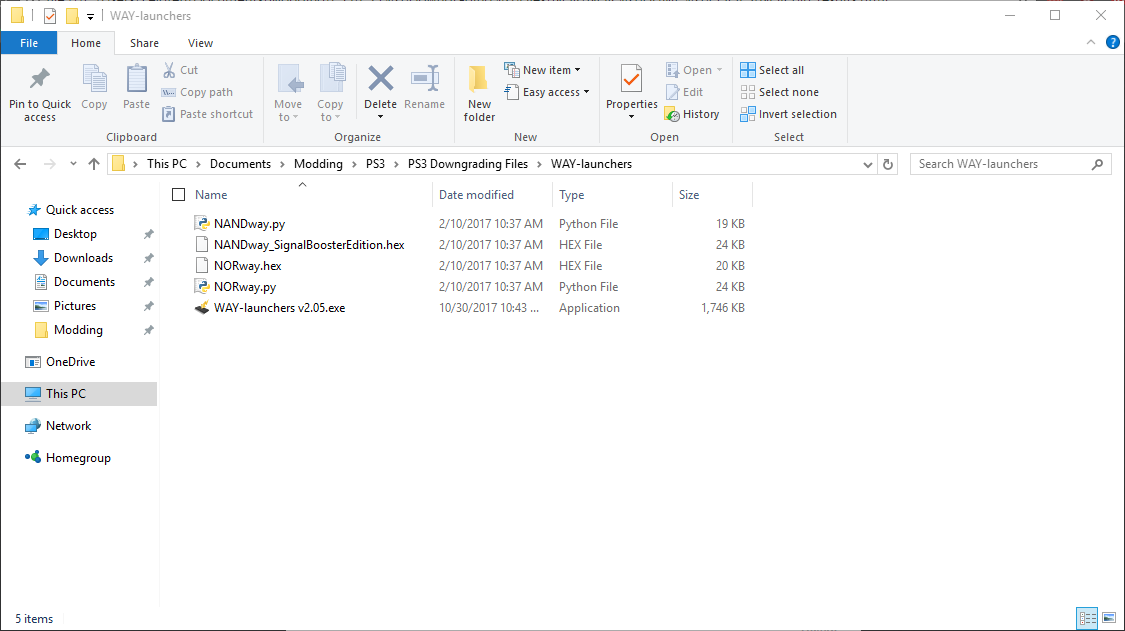 WAY-launchers
File Home Share View
Pin to Quick access
Copy
Paste
Cut
Copy path
Paste shortcut
Clipboard
Move to
Copy to
Delete
Rename
Organize
New folder
New item
Easy access
New
Properties
Open
Edit
History
Open
Select all
Select none
Invert selection
Select
This PC > Documents > Modding > PS3 > PS3 Downgrading Files > WAY-launchers
Search WAY-launchers
Quick access
Desktop
Downloads
Documents
Pictures
Modding
OneDrive
This PC
Network
Homegroup
Name Date modified Type Size
NANDway.py 2/10/2017 10:37 AM Python File 19 KB
NANDway_SignalBoosterEdition.hex 2/10/2017 10:37 AM HEX File 24 KB
NORway.hex 2/10/2017 10:37 AM HEX File 20 KB
NORway.py 2/10/2017 10:37 AM Python File 24 KB
WAY-launchers v2.05.exe 10/30/2017 10:43 ... Application 1,746 KB
5 items